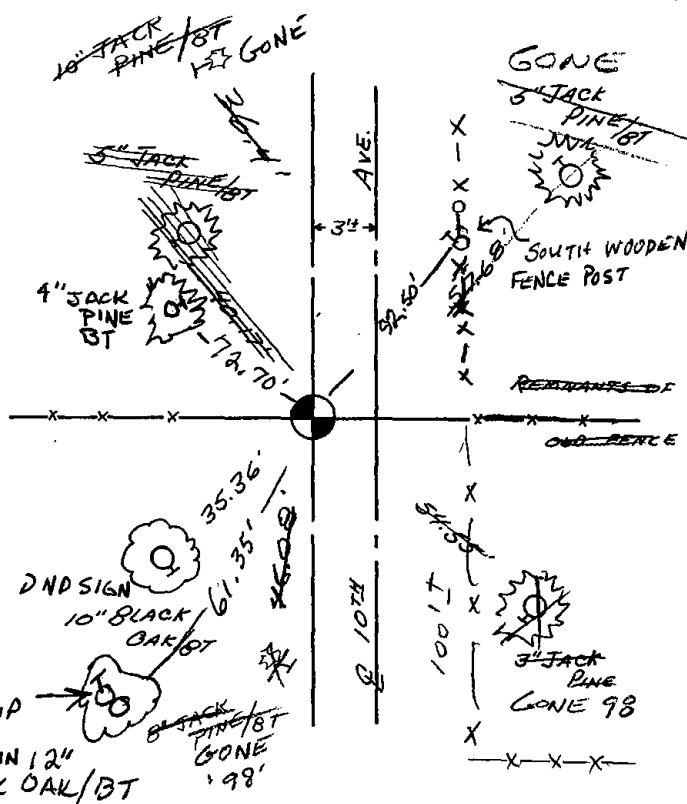 10" JACK
PINE/BT
GONE
GONE
5" JACK
PINE/BT
5" JACK
PINE/BT
AVE.
3'±
SOUTH WOODEN
FENCE POST
4" JACK
PINE
BT
72.70'
92.50'
REMNANTS OF
OLD FENCE
35.36'
61.35'
DND SIGN
10" BLACK
OAK/BT
℄ 10TH
100'±
3" JACK
PINE
GONE 98
8" JACK
PINE/BT
GONE
'98'
IN 12"
OAK/BT